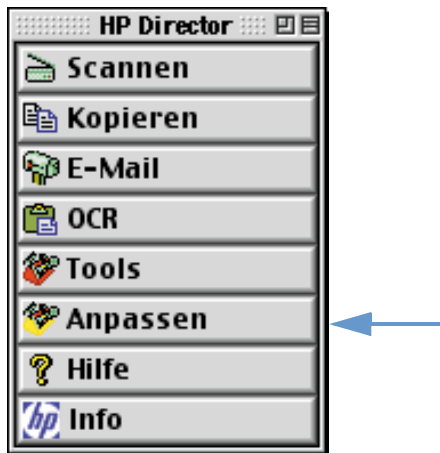 HP Director
Scannen
Kopieren
E-Mail
OCR
Tools
Anpassen
? Hilfe
hp Info